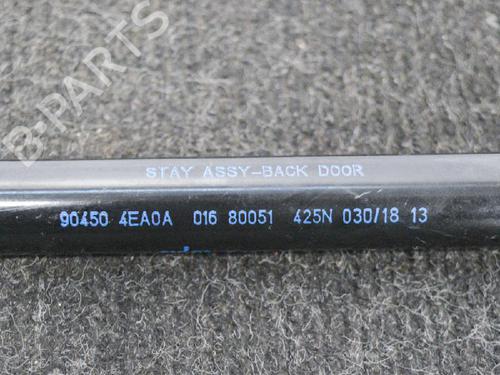 B-PARTS
STAY ASSY-BACK DOOR
90450 4EA0A 016 80051 425N 030/18 13